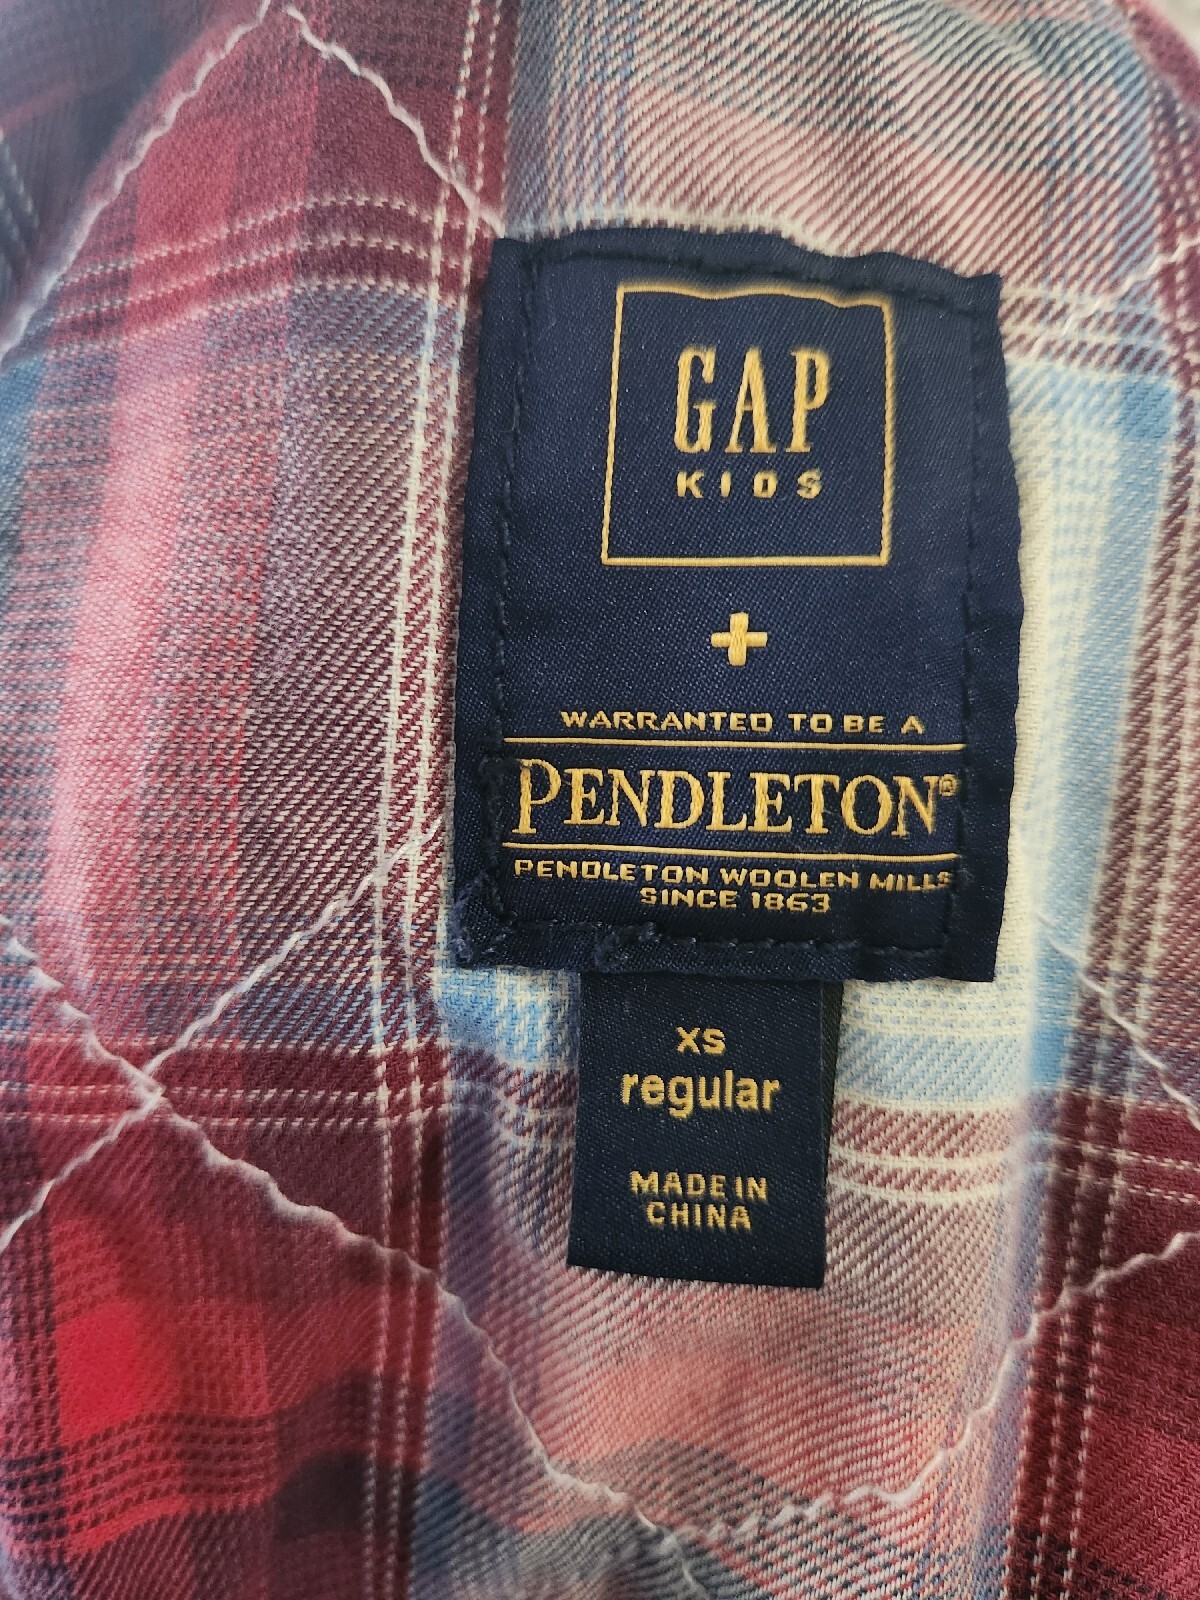 GAP
KIDS
+
WARRANTED TO BE A
PENDLETON®
PENDLETON WOOLEN MILLS
SINCE 1863
XS
regular
MADE IN
CHINA